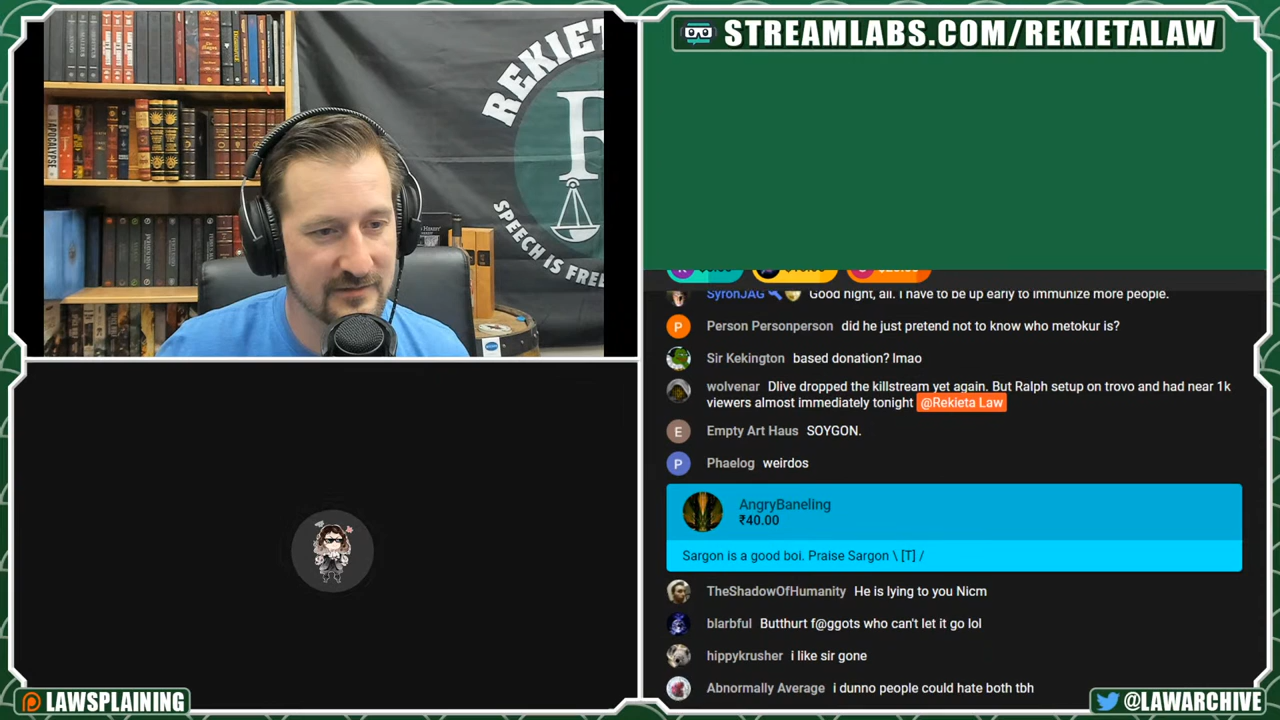 STREAMLABS.COM/REKIETALAW
REKIET
SPEECH IS FREE
APOCALYPSE
SyronJAG Good night, all. I have to be up early to immunize more people.
P Person Personperson did he just pretend not to know who metokur is?
Sir Kekington based donation? lmao
wolvenar Dlive dropped the killstream yet again. But Ralph setup on trovo and had near 1k
viewers almost immediately tonight @Rekieta Law
E Empty Art Haus SOYGON.
P Phaelog weirdos
AngryBaneling
₹40.00
Sargon is a good boi. Praise Sargon \ [T] /
TheShadowOfHumanity He is lying to you Nicm
blarbful Butthurt f@ggots who can't let it go lol
hippykrusher i like sir gone
Abnormally Average i dunno people could hate both tbh
LAWSPLAINING
@LAWARCHIVE